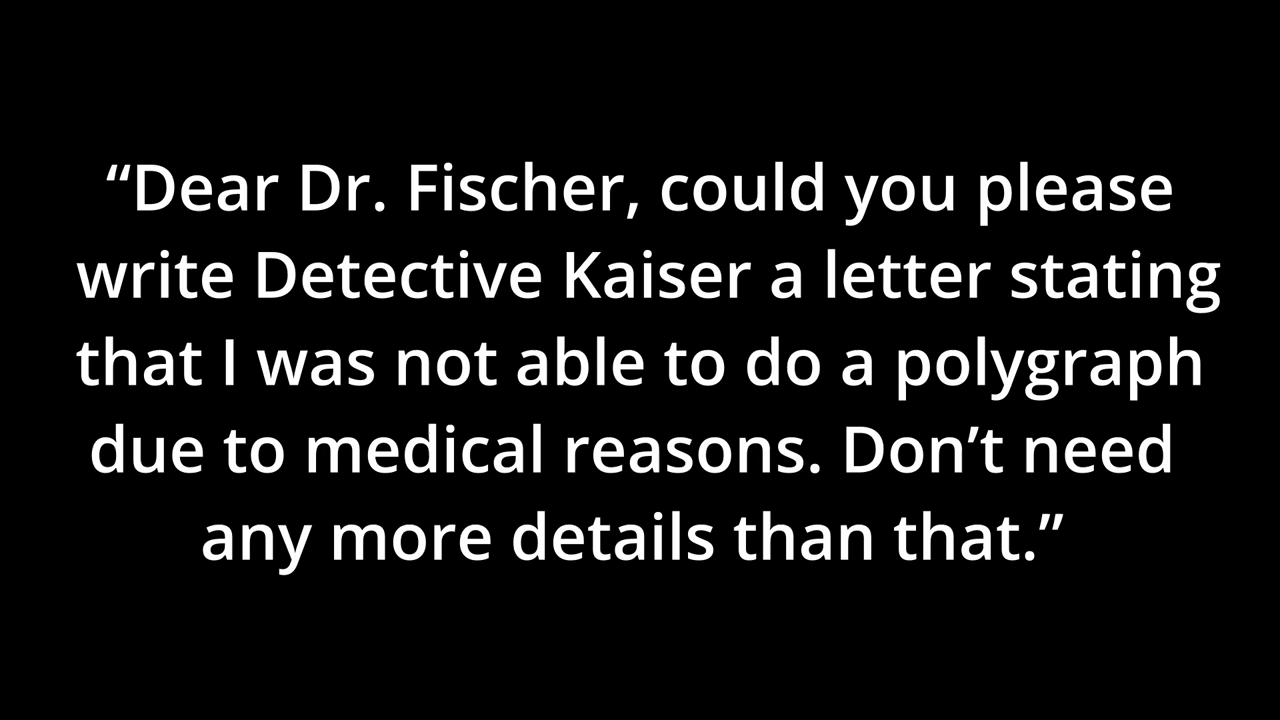 “Dear Dr. Fischer, could you please
write Detective Kaiser a letter stating
that I was not able to do a polygraph
due to medical reasons. Don’t need
any more details than that.”